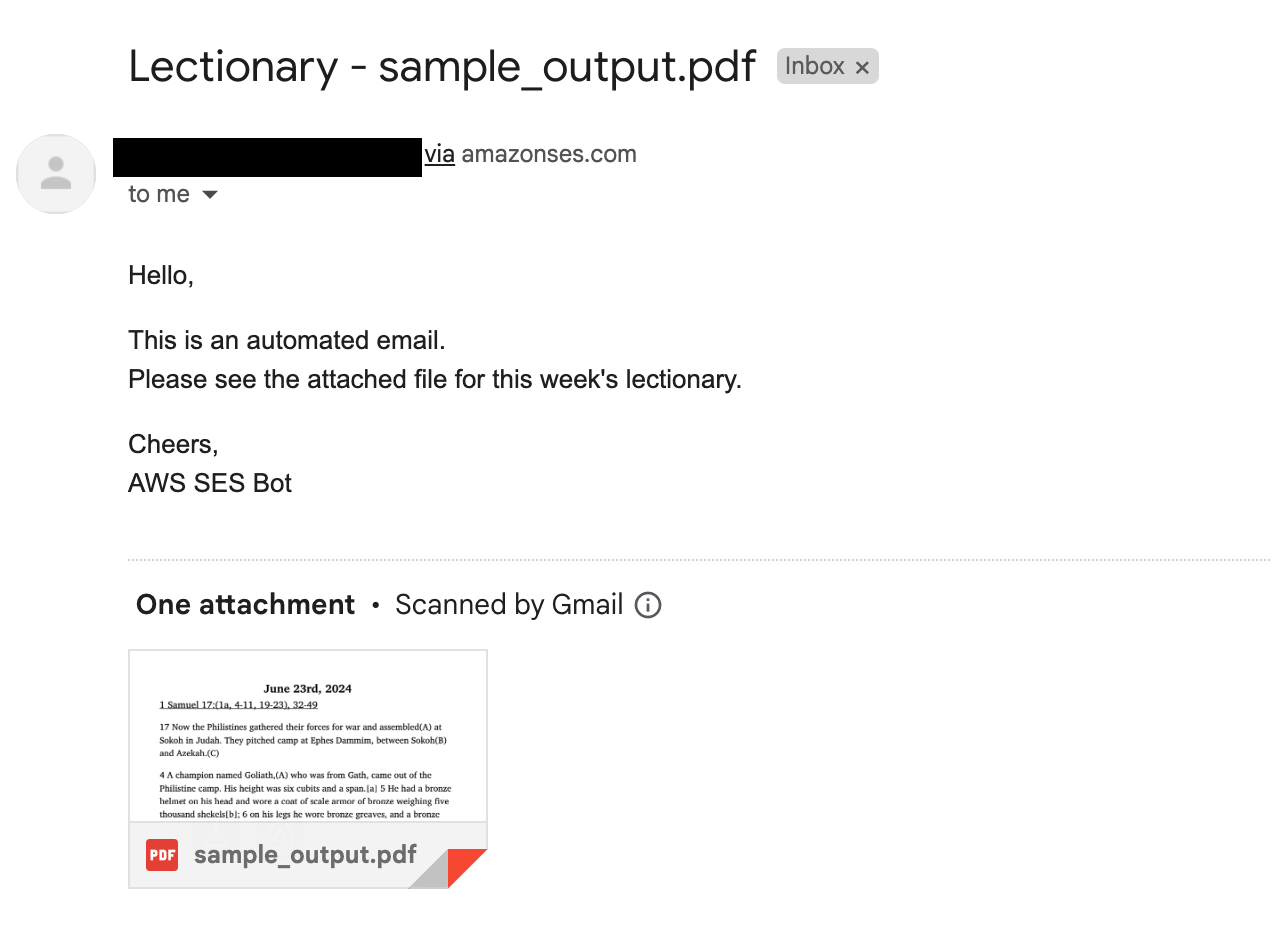 Lectionary - sample_output.pdf Inbox ×
via amazonses.com
to me
Hello,
This is an automated email.
Please see the attached file for this week's lectionary.
Cheers,
AWS SES Bot
One attachment • Scanned by Gmail
June 23rd, 2024
1 Samuel 17:(1a, 4-11, 19-23), 32-49
17 Now the Philistines gathered their forces for war and assembled(A) at
Sokoh in Judah. They pitched camp at Ephes Dammim, between Sokoh(B)
and Azekah.(C)
4 A champion named Goliath,(A) who was from Gath, came out of the
Philistine camp. His height was six cubits and a span.[a] 5 He had a bronze
helmet on his head and wore a coat of scale armor of bronze weighing five
thousand shekels[b]; 6 on his legs he wore bronze greaves, and a bronze
PDF sample_output.pdf